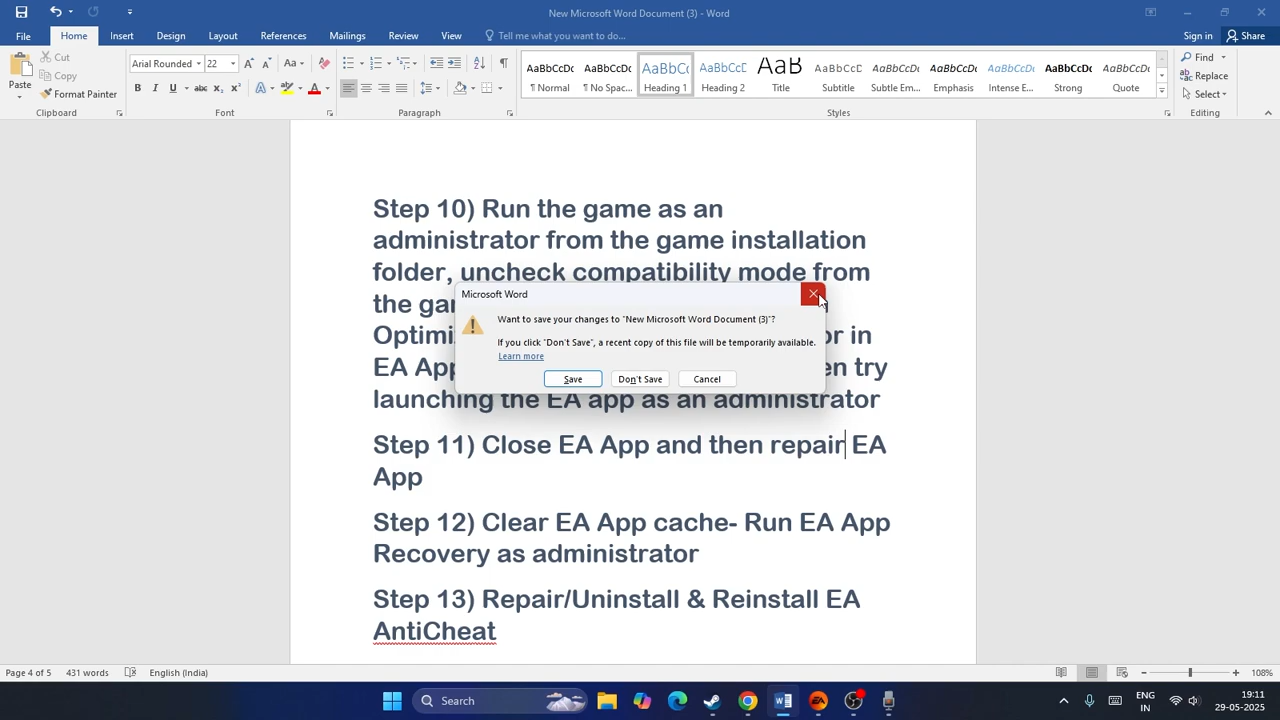 New Microsoft Word Document (3) - Word
File Home Insert Design Layout References Mailings Review View Tell me what you want to do... Sign in Share
Paste Cut Copy Format Painter
Arial Rounded 22
AaBbCcDc AaBbCcDc AaBbC( AaBbCcE AaB AaBbCcD AaBbCcDc AaBbCcDc AaBbCcDc AaBbCcDc AaBbCcDc
¶ Normal ¶ No Spac... Heading 1 Heading 2 Title Subtitle Subtle Em... Emphasis Intense E... Strong Quote
Find
Replace
Select
Clipboard Font Paragraph Styles Editing
Step 10) Run the game as an
administrator from the game installation
folder, uncheck compatibility mode from
the ga
Optimi or in
EA App en try
launching the EA app as an administrator
Microsoft Word
Want to save your changes to "New Microsoft Word Document (3)"?
If you click "Don't Save", a recent copy of this file will be temporarily available.
Learn more
Save Don't Save Cancel
Step 11) Close EA App and then repair EA
App
Step 12) Clear EA App cache- Run EA App
Recovery as administrator
Step 13) Repair/Uninstall & Reinstall EA
AntiCheat
Page 4 of 5 431 words English (India) 108%
Search
ENG
IN
19:11
29-05-2025